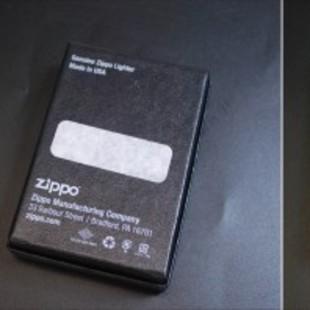 Genuine Zippo Lighter
Made in USA
zippo
Zippo Manufacturing Company
33 Barbour Street / Bradford, PA 16701
zippo.com